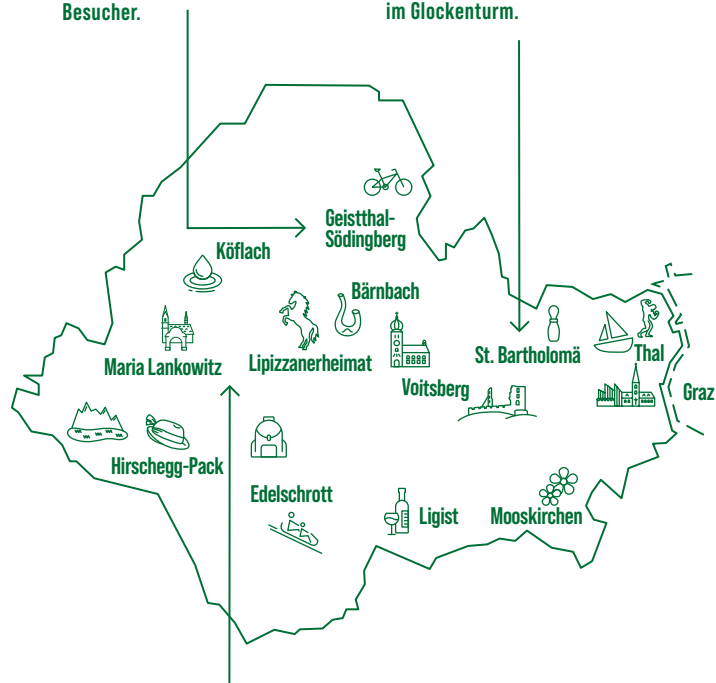 Besucher.
im Glockenturm.
Geistthal-
Södingberg
Köflach
Bärnbach
Maria Lankowitz
Lipizzanerheimat
St. Bartholomä
Thal
Voitsberg
Graz
Hirschegg-Pack
Edelschrott
Ligist
Mooskirchen